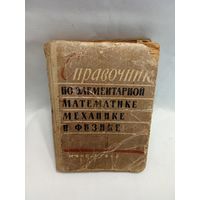 Справочник
ПО ЭЛЕМЕНТАРНОЙ
МАТЕМАТИКЕ
МЕХАНИКЕ
И ФИЗИКЕ